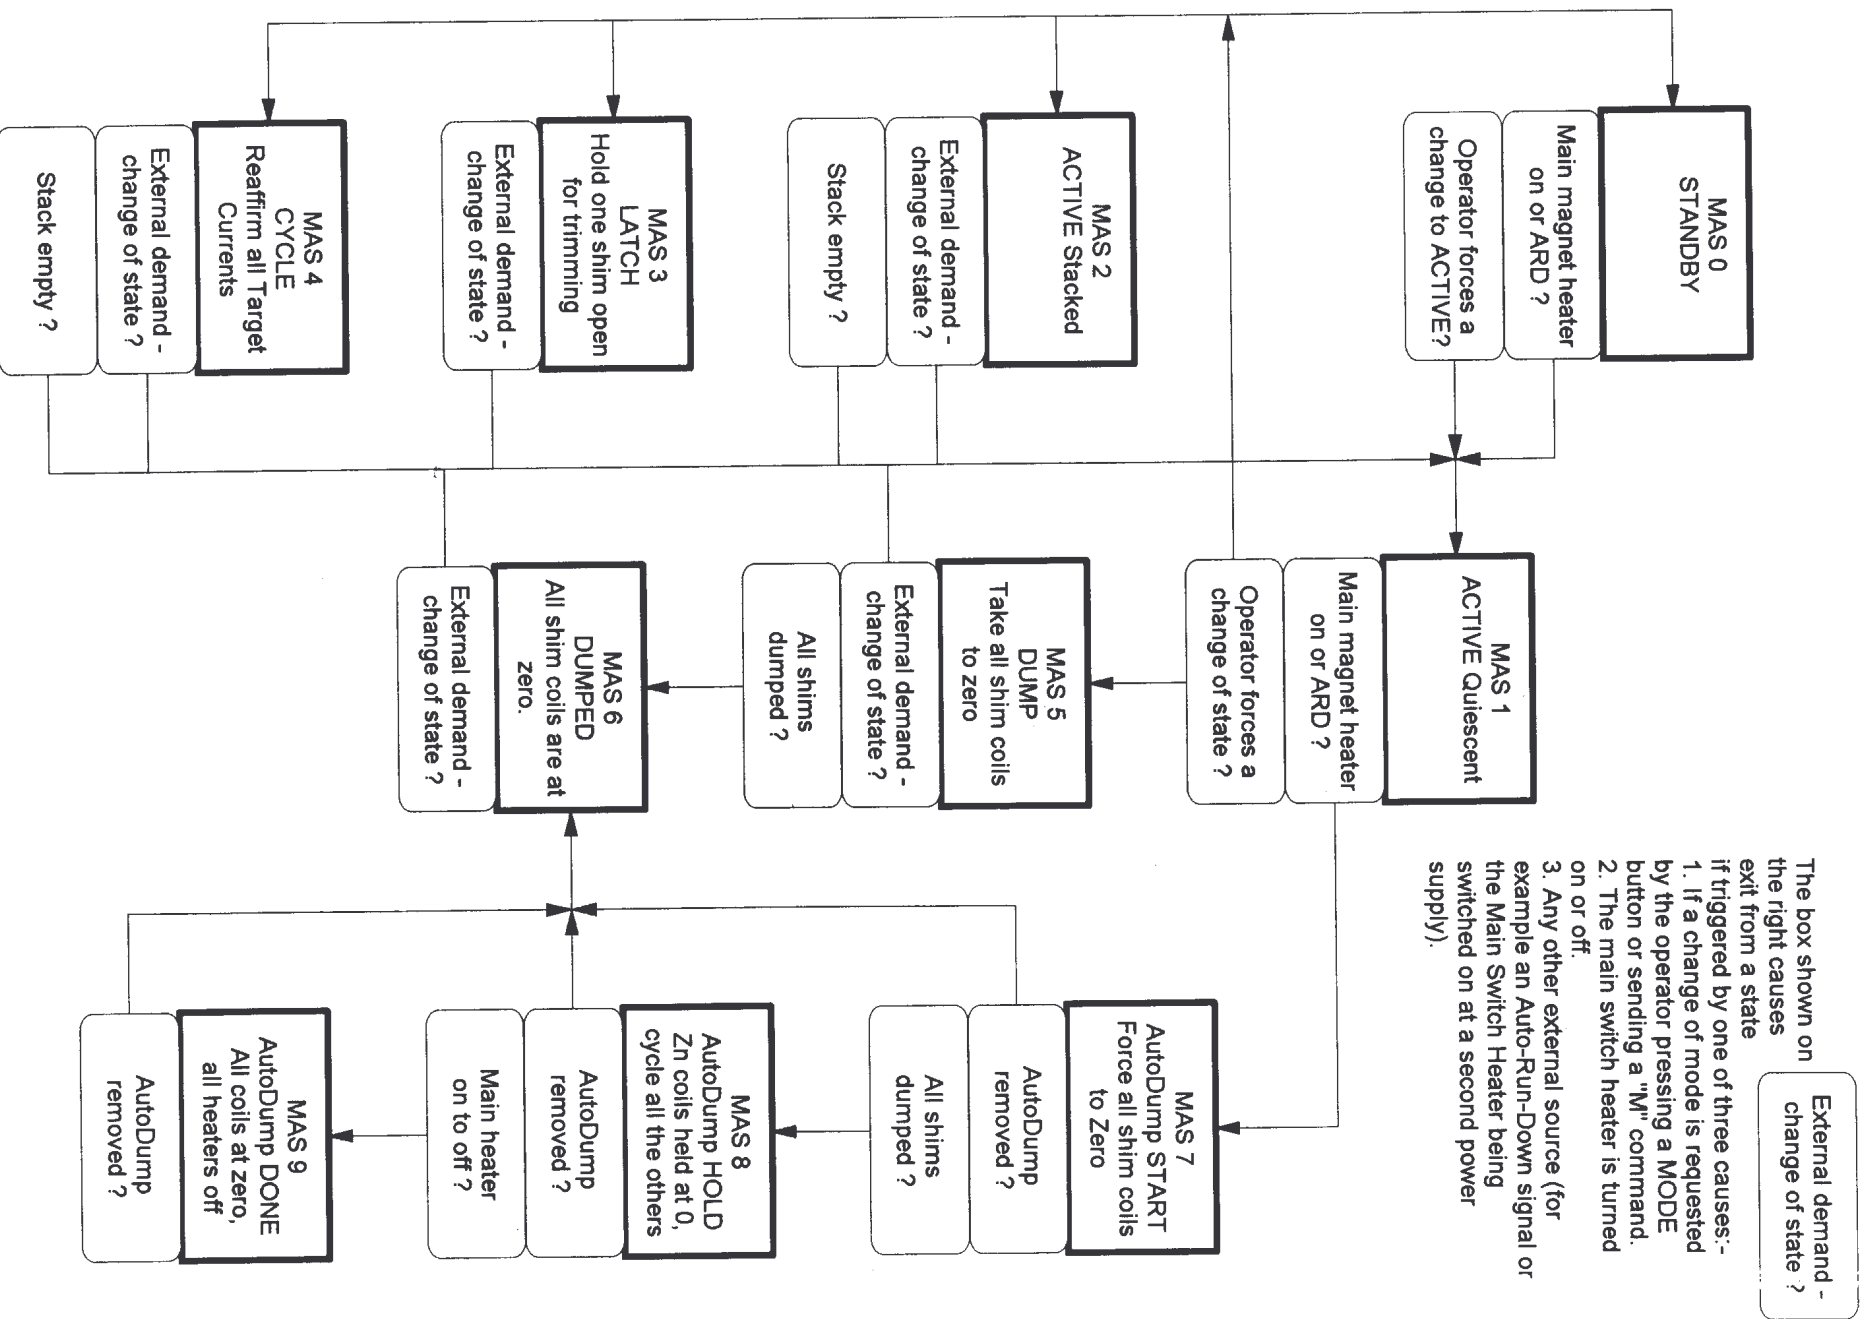 MAS 0
STANDBY
Main magnet heater
on or ARD ?
Operator forces a
change to ACTIVE?
MAS 2
ACTIVE Stacked
External demand -
change of state ?
Stack empty ?
MAS 3
LATCH
Hold one shim open
for trimming
External demand -
change of state ?
MAS 4
CYCLE
Reaffirm all Target
Currents
External demand -
change of state ?
Stack empty ?
MAS 1
ACTIVE Quiescent
Main magnet heater
on or ARD ?
Operator forces a
change of state ?
MAS 5
DUMP
Take all shim coils
to zero
External demand -
change of state ?
All shims
dumped ?
MAS 6
DUMPED
All shim coils are at
zero.
External demand -
change of state ?
The box shown on
the right causes
exit from a state
if triggered by one of three causes:-
1. If a change of mode is requested
by the operator pressing a MODE
button or sending a "M" command.
2. The main switch heater is turned
on or off.
3. Any other external source (for
example an Auto-Run-Down signal or
the Main Switch Heater being
switched on at a second power
supply).
External demand -
change of state ?
MAS 7
AutoDump START
Force all shim coils
to Zero
AutoDump
removed ?
All shims
dumped ?
MAS 8
AutoDump HOLD
Zn coils held at 0,
cycle all the others
AutoDump
removed ?
Main heater
on to off ?
MAS 9
AutoDump DONE
All coils at zero,
all heaters off
AutoDump
removed ?